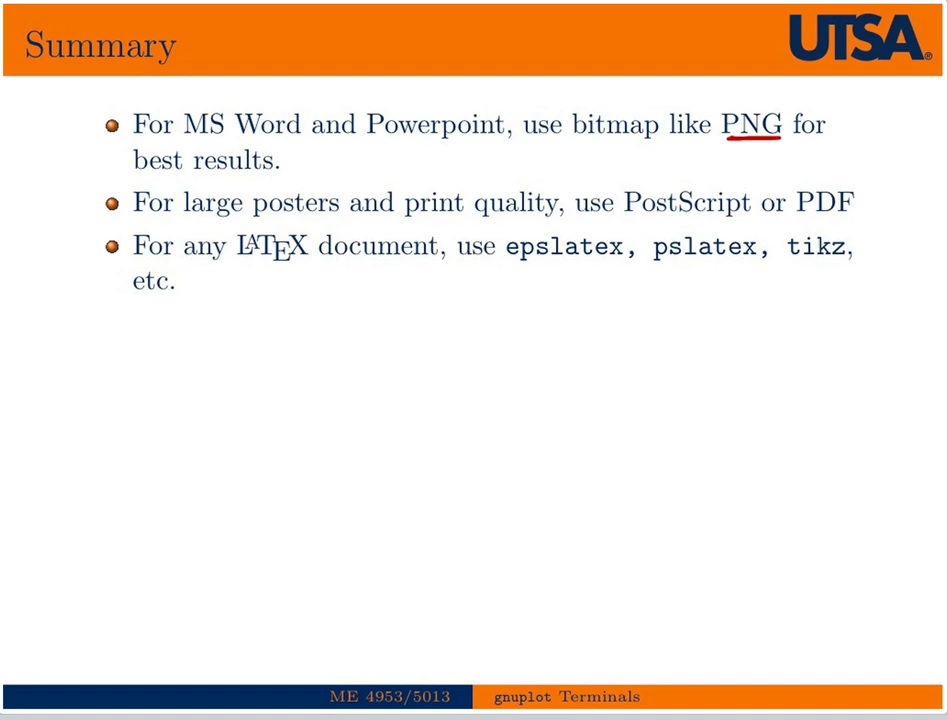 Summary
UTSA®
For MS Word and Powerpoint, use bitmap like PNG for
best results.
For large posters and print quality, use PostScript or PDF
For any LATEX document, use epslatex, pslatex, tikz,
etc.
ME 4953/5013
gnuplot Terminals